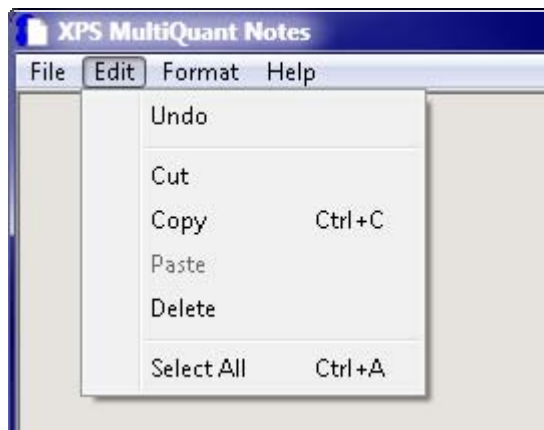 XPS MultiQuant Notes
File Edit Format Help
Undo
Cut
Copy Ctrl+C
Paste
Delete
Select All Ctrl+A